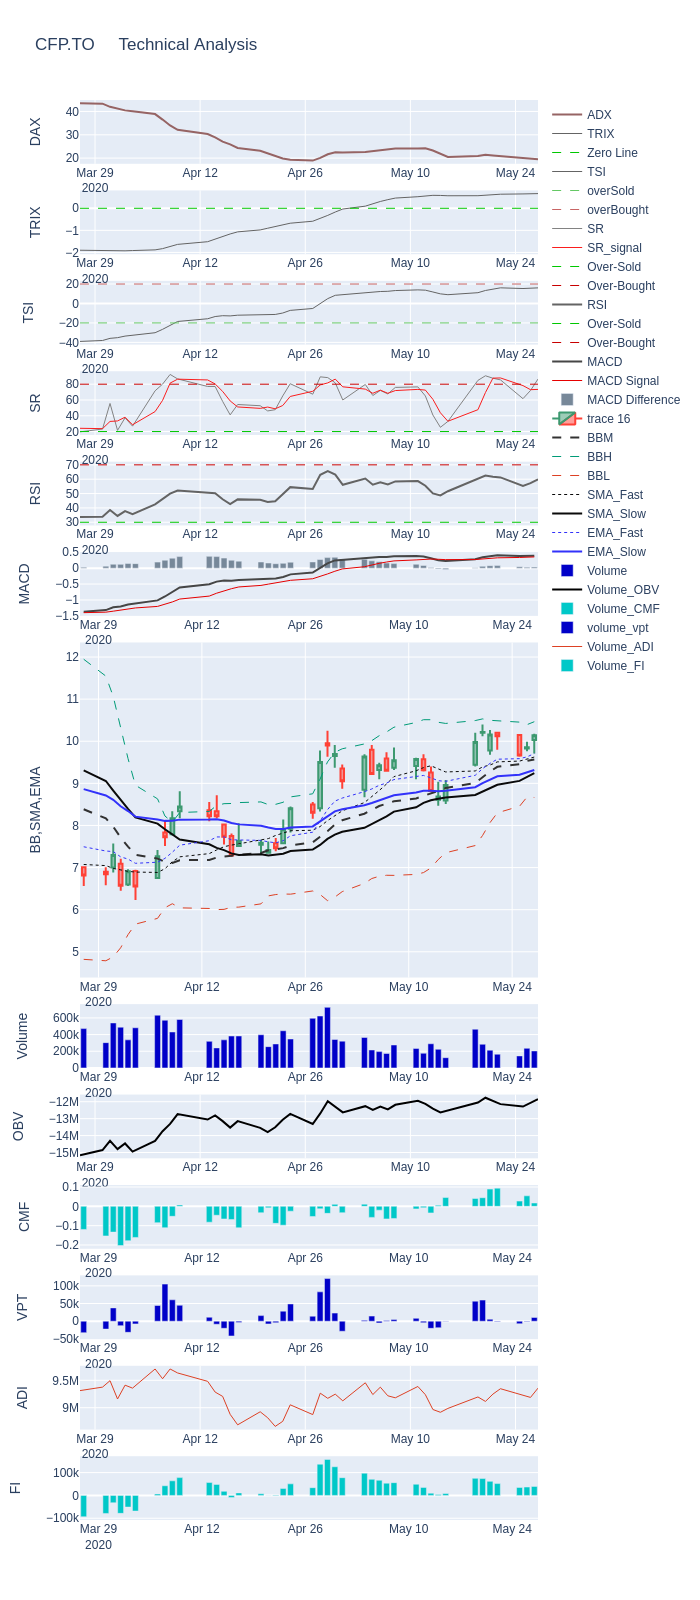 CFP.TO     Technical Analysis
DAX
40
30
20
Mar 29
2020
Apr 12
Apr 26
May 10
May 24
TRIX
0
−1
−2
Mar 29
2020
Apr 12
Apr 26
May 10
May 24
TSI
20
0
−20
−40
Mar 29
2020
Apr 12
Apr 26
May 10
May 24
SR
80
60
40
20
Mar 29
2020
Apr 12
Apr 26
May 10
May 24
RSI
70
60
50
40
30
Mar 29
2020
Apr 12
Apr 26
May 10
May 24
MACD
0.5
0
−0.5
−1
−1.5
Mar 29
2020
Apr 12
Apr 26
May 10
May 24
BB,SMA,EMA
12
11
10
9
8
7
6
5
Mar 29
2020
Apr 12
Apr 26
May 10
May 24
Volume
600k
400k
200k
0
Mar 29
2020
Apr 12
Apr 26
May 10
May 24
OBV
−12M
−13M
−14M
−15M
Mar 29
2020
Apr 12
Apr 26
May 10
May 24
CMF
0.1
0
−0.1
−0.2
Mar 29
2020
Apr 12
Apr 26
May 10
May 24
VPT
100k
50k
0
−50k
Mar 29
2020
Apr 12
Apr 26
May 10
May 24
ADI
9.5M
9M
Mar 29
2020
Apr 12
Apr 26
May 10
May 24
FI
100k
0
−100k
Mar 29
2020
Apr 12
Apr 26
May 10
May 24
ADX
TRIX
Zero Line
TSI
overSold
overBought
SR
SR_signal
Over-Sold
Over-Bought
RSI
Over-Sold
Over-Bought
MACD
MACD Signal
MACD Difference
trace 16
BBM
BBH
BBL
SMA_Fast
SMA_Slow
EMA_Fast
EMA_Slow
Volume
Volume_OBV
Volume_CMF
volume_vpt
Volume_ADI
Volume_FI